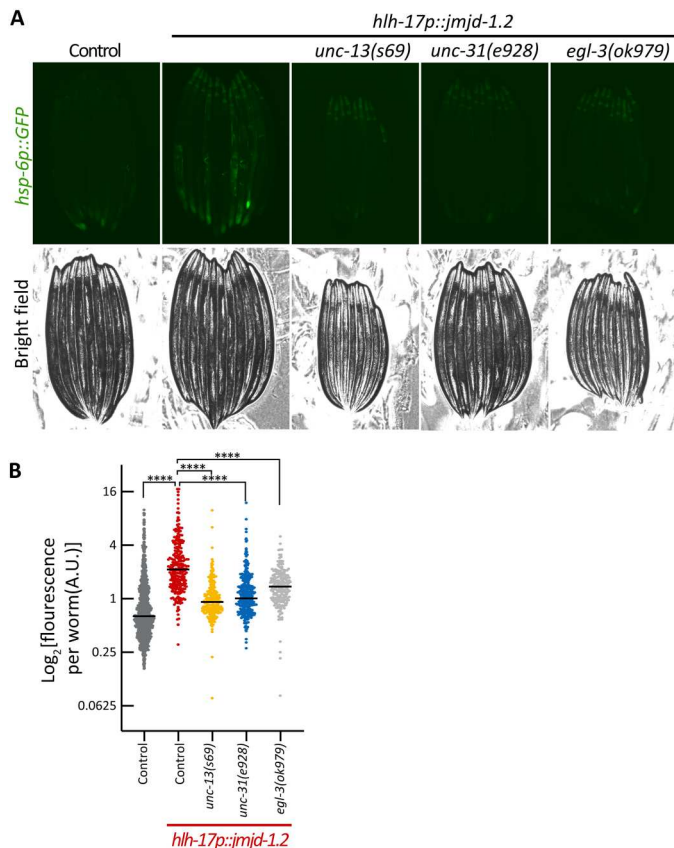 A
hlh-17p::jmjd-1.2
Control
unc-13(s69)
unc-31(e928)
egl-3(ok979)
hsp-6p::GFP
Bright field
B
****
****
****
****
Log2[flourescence
per worm(A.U.)]
16
4
1
0.25
0.0625
Control
Control
unc-13(s69)
unc-31(e928)
egl-3(ok979)
hlh-17p::jmjd-1.2